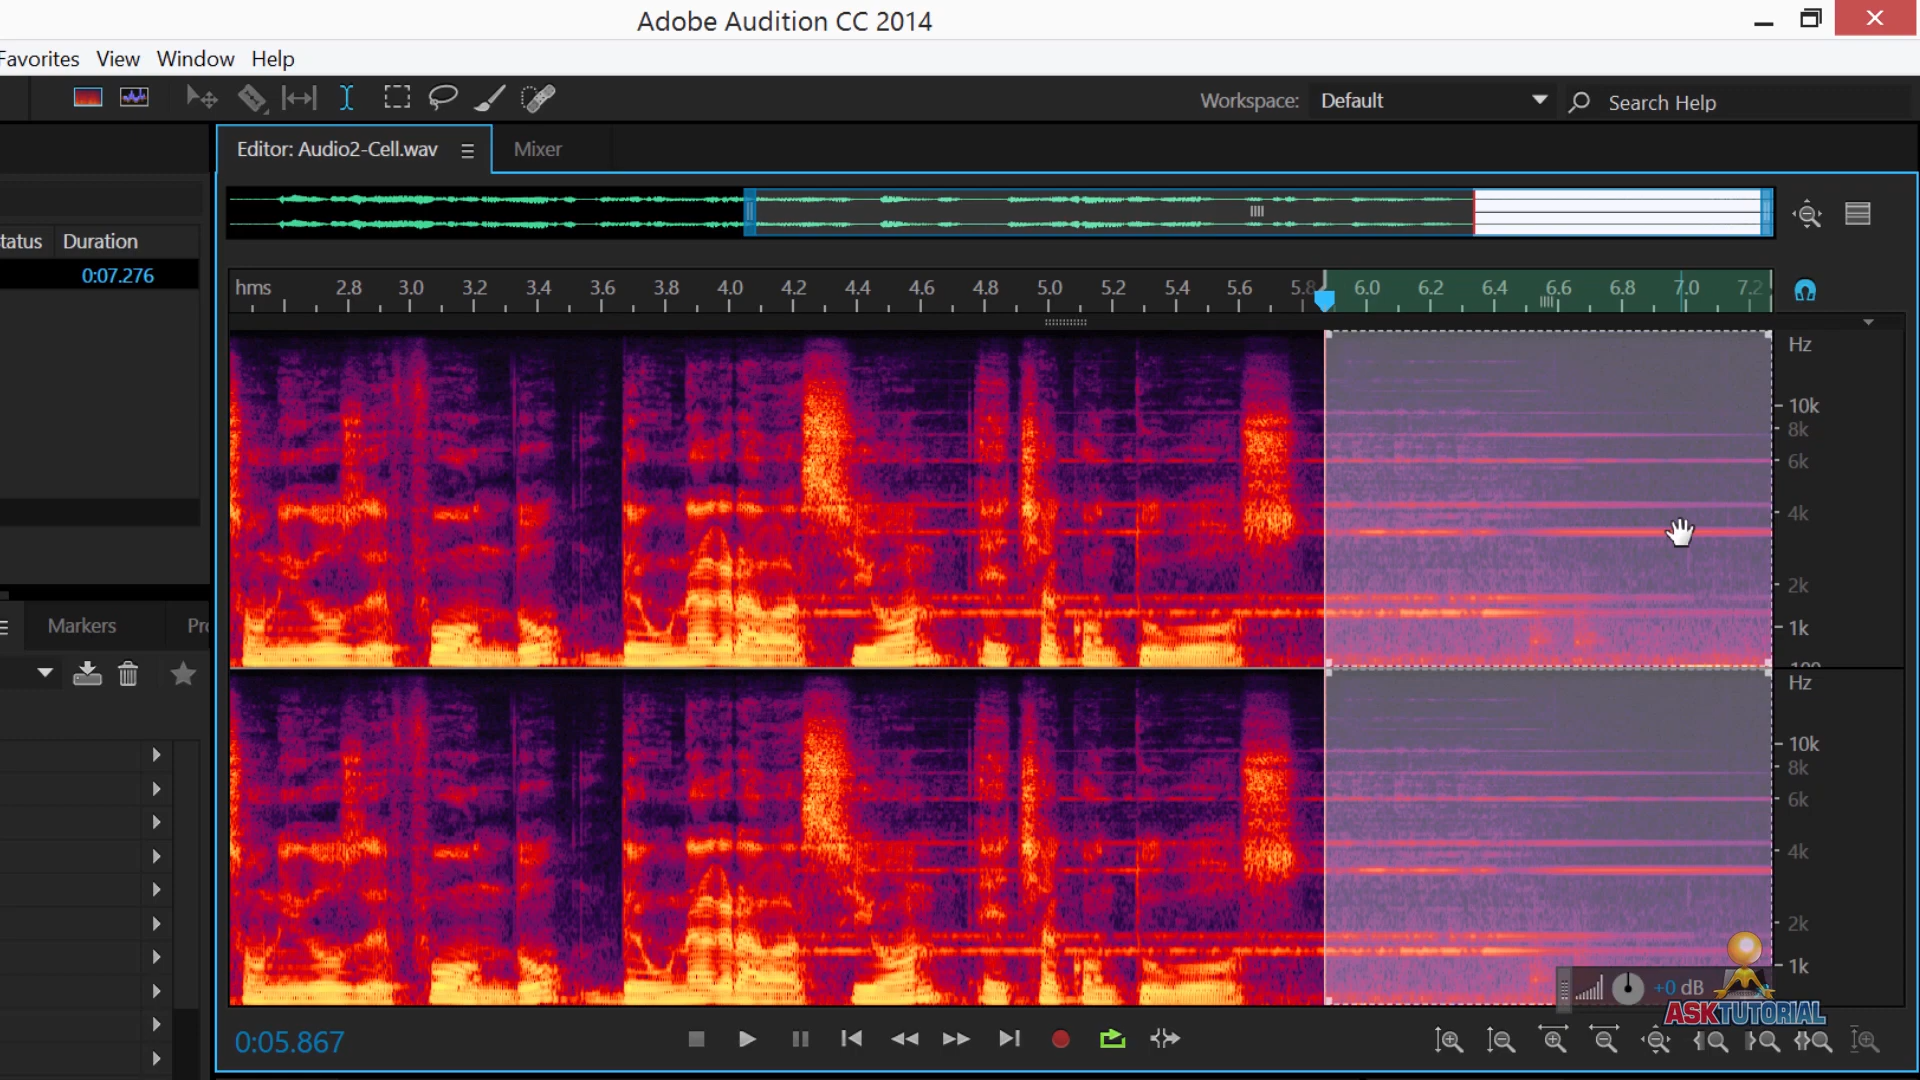 Adobe Audition CC 2014
Favorites View Window Help
Workspace: Default Search Help
Editor: Audio2-Cell.wav Mixer
tatus Duration
0:07.276
hms 2.8 3.0 3.2 3.4 3.6 3.8 4.0 4.2 4.4 4.6 4.8 5.0 5.2 5.4 5.6 5.8 6.0 6.2 6.4 6.6 6.8 7.0 7.2
Hz
10k
8k
6k
4k
2k
1k
Markers Pro
Hz
10k
8k
6k
4k
2k
1k
+0 dB
ASKTUTORIAL
0:05.867